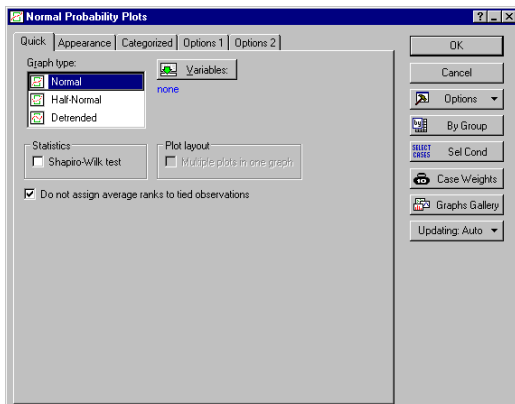 Normal Probability Plots
Quick Appearance Categorized Options 1 Options 2
Graph type:
Normal
Half-Normal
Detrended
Variables:
none
Statistics
Shapiro-Wilk test
Plot layout
Multiple plots in one graph
Do not assign average ranks to tied observations
OK
Cancel
Options
By Group
SELECT CASES Sel Cond
Case Weights
Graphs Gallery
Updating: Auto